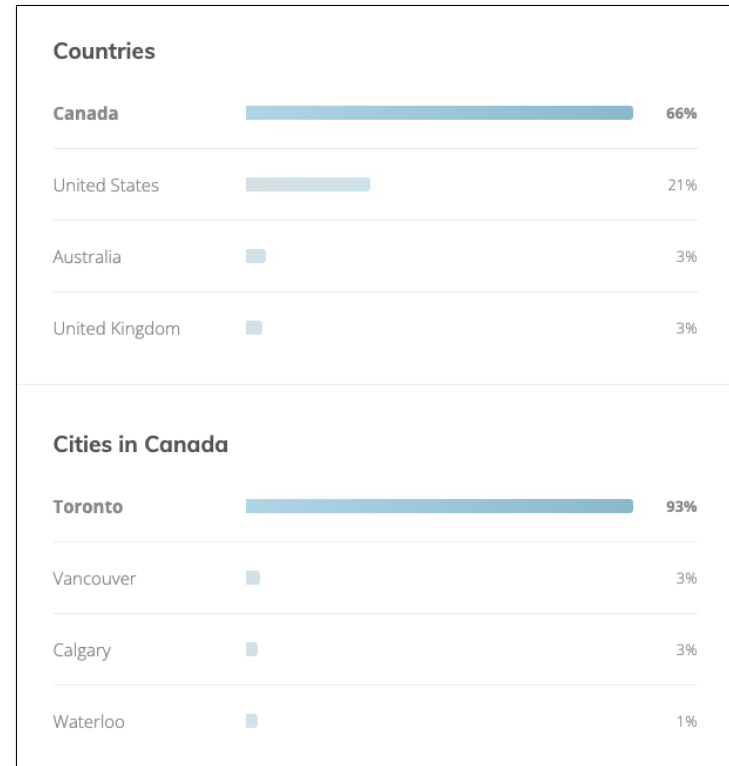 Countries
Canada 66%
United States 21%
Australia 3%
United Kingdom 3%
Cities in Canada
Toronto 93%
Vancouver 3%
Calgary 3%
Waterloo 1%